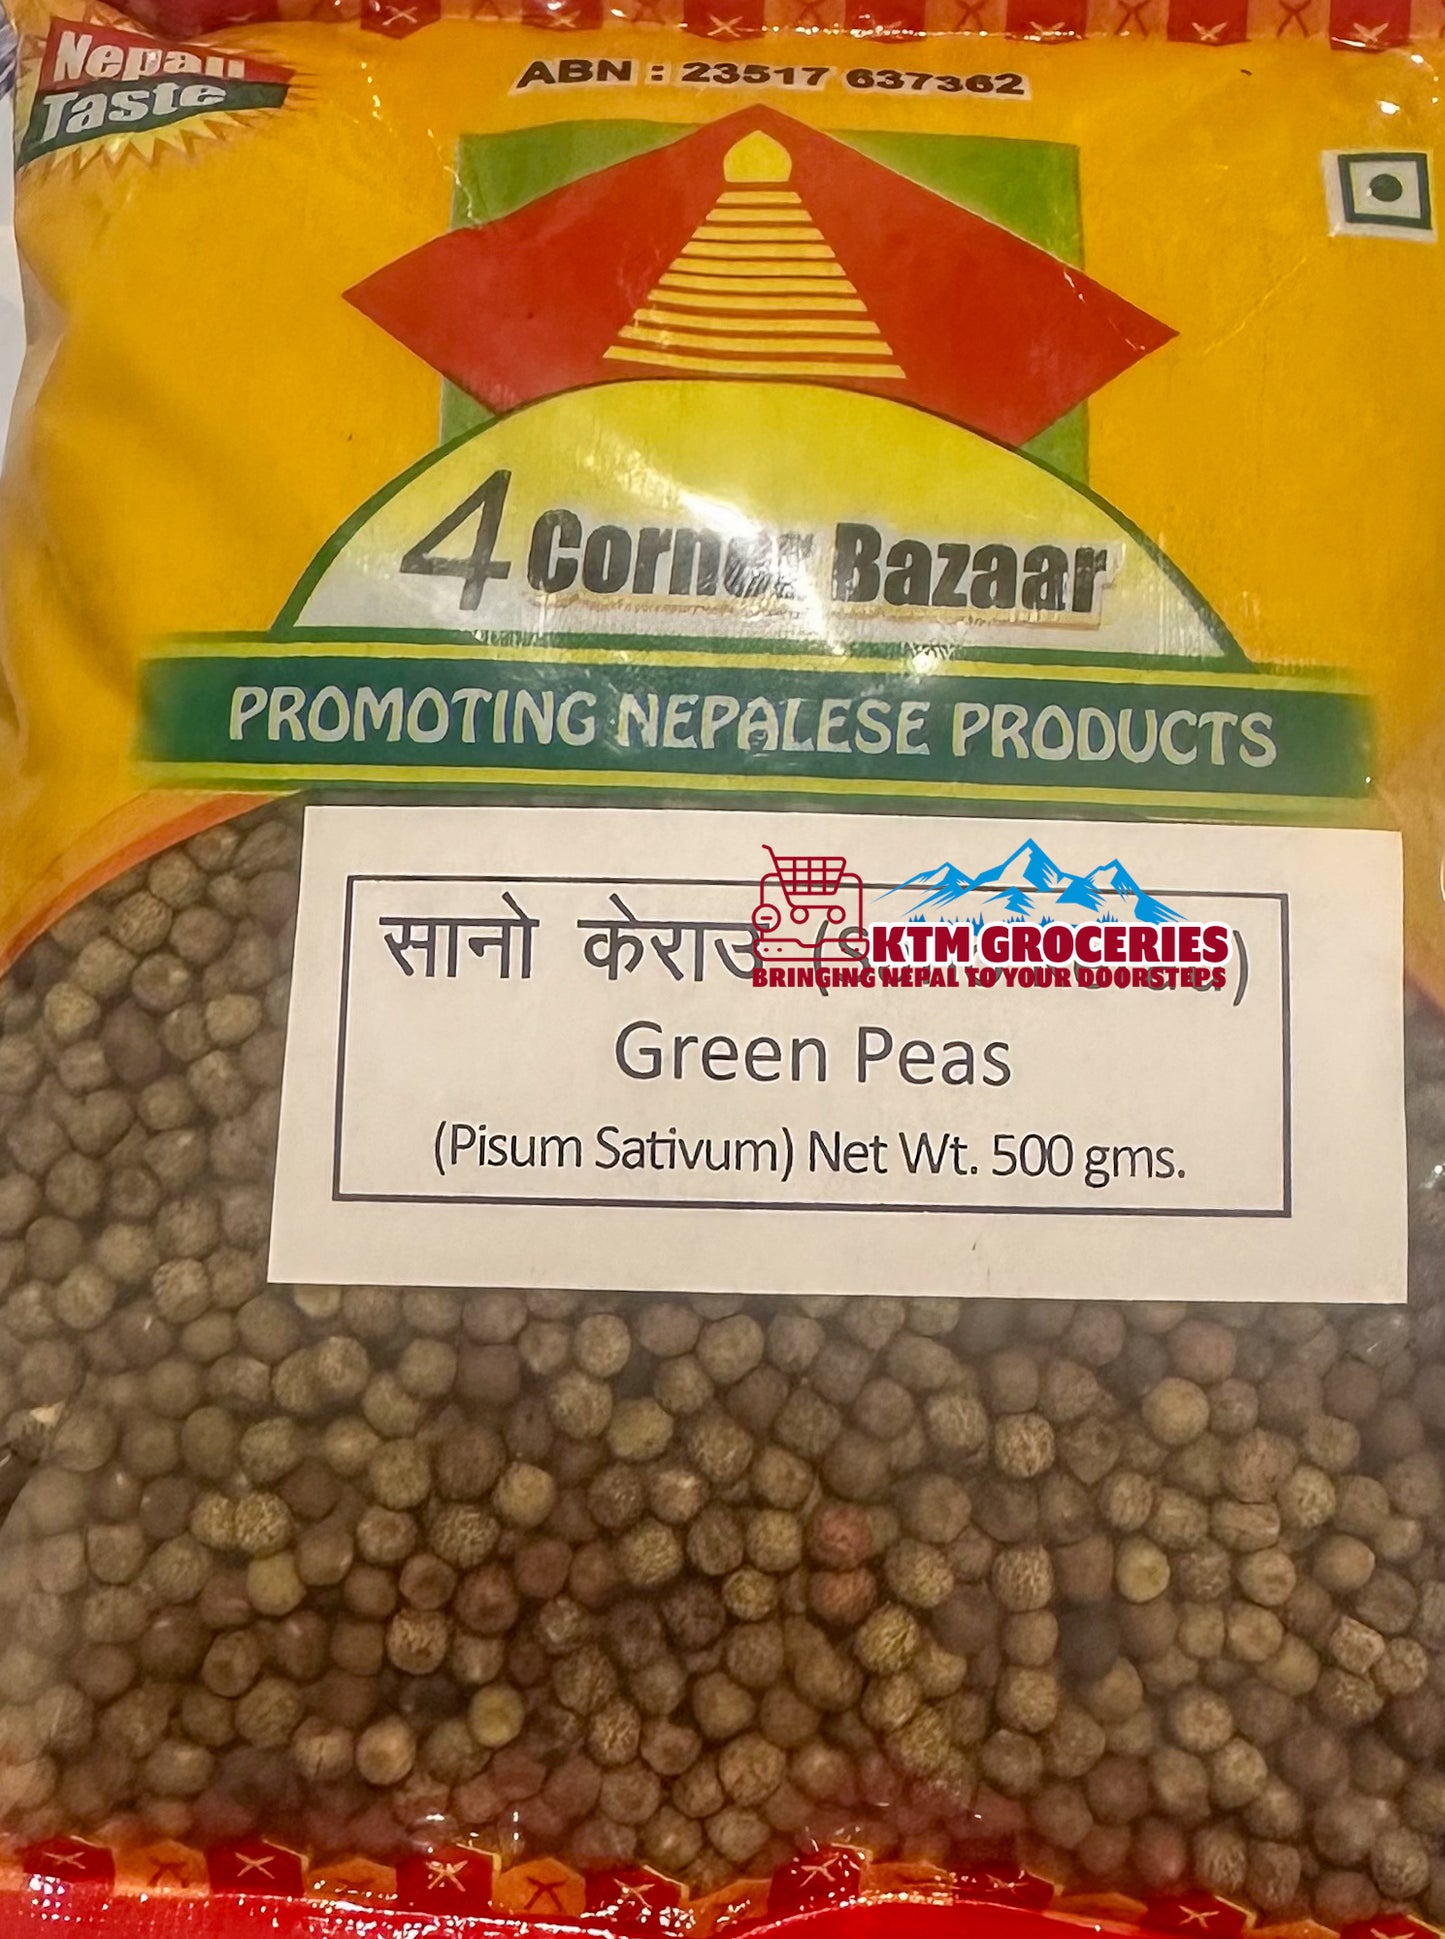 Nepali
Taste
ABN : 23517 637362
4 Corner Bazaar
PROMOTING NEPALESE PRODUCTS
सानो केराउ
KTM GROCERIES
BRINGING NEPAL TO YOUR DOORSTEPS
Green Peas
(Pisum Sativum) Net Wt. 500 gms.